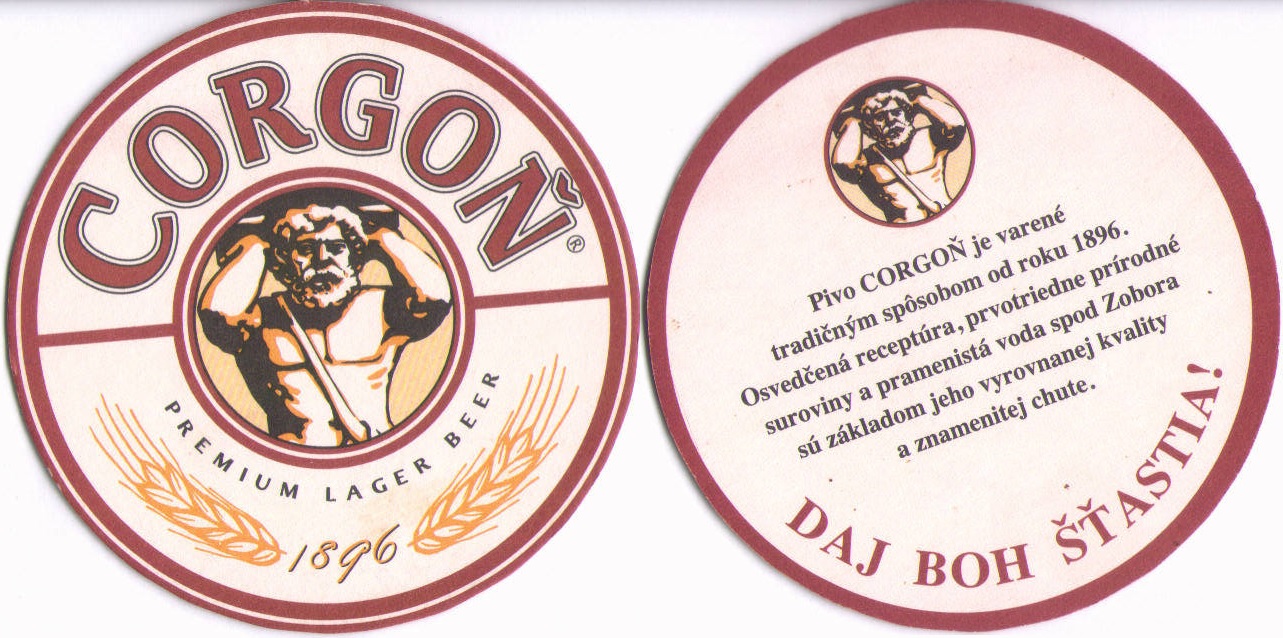 CORGOŇ®
PREMIUM LAGER BEER
1896
Pivo CORGOŇ je varené
tradičným spôsobom od roku 1896.
Osvedčená receptúra, prvotriedne prírodné
suroviny a pramenistá voda spod Zobora
sú základom jeho vyrovnanej kvality
a znamenitej chute.
DAJ BOH ŠŤASTIA!